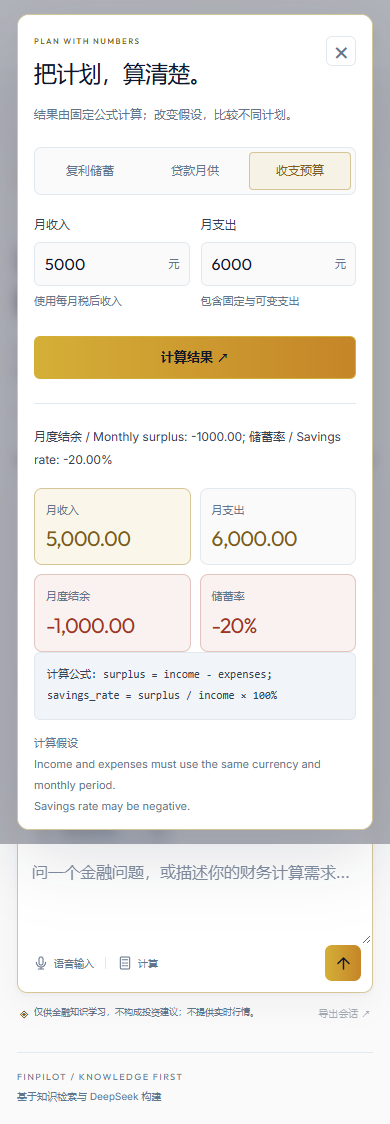 PLAN WITH NUMBERS
把计划，算清楚。
结果由固定公式计算；改变假设，比较不同计划。
复利储蓄 贷款月供 收支预算
月收入 月支出
5000 元 6000 元
使用每月税后收入 包含固定与可变支出
计算结果 ↗
月度结余 / Monthly surplus: -1000.00; 储蓄率 / Savings
rate: -20.00%
月收入 月支出
5,000.00 6,000.00
月度结余 储蓄率
-1,000.00 -20%
计算公式: surplus = income - expenses;
savings_rate = surplus / income × 100%
计算假设
Income and expenses must use the same currency and
monthly period.
Savings rate may be negative.
问一个金融问题，或描述你的财务计算需求...
语音输入 计算
仅供金融知识学习，不构成投资建议；不提供实时行情。 导出会话 ↗
FINPILOT / KNOWLEDGE FIRST
基于知识检索与 DeepSeek 构建